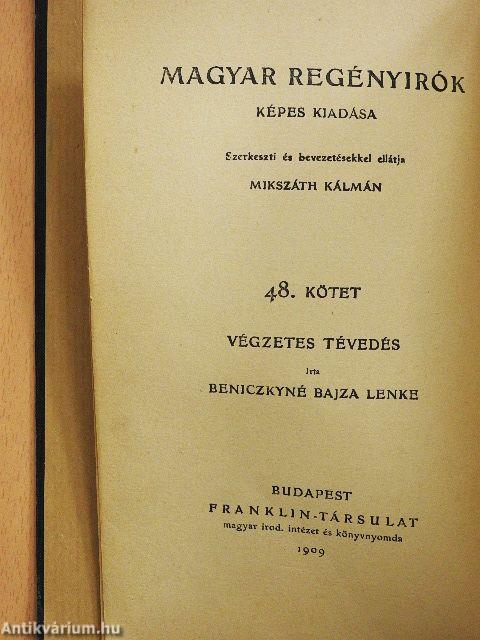 MAGYAR REGÉNYIRÓK
KÉPES KIADÁSA
Szerkeszti és bevezetésekkel ellátja
MIKSZÁTH KÁLMÁN
48. KÖTET
VÉGZETES TÉVEDÉS
Irta
BENICZKYNÉ BAJZA LENKE
BUDAPEST
FRANKLIN-TÁRSULAT
magyar irod. intézet és könyvnyomda
1909
Antikvárium.hu